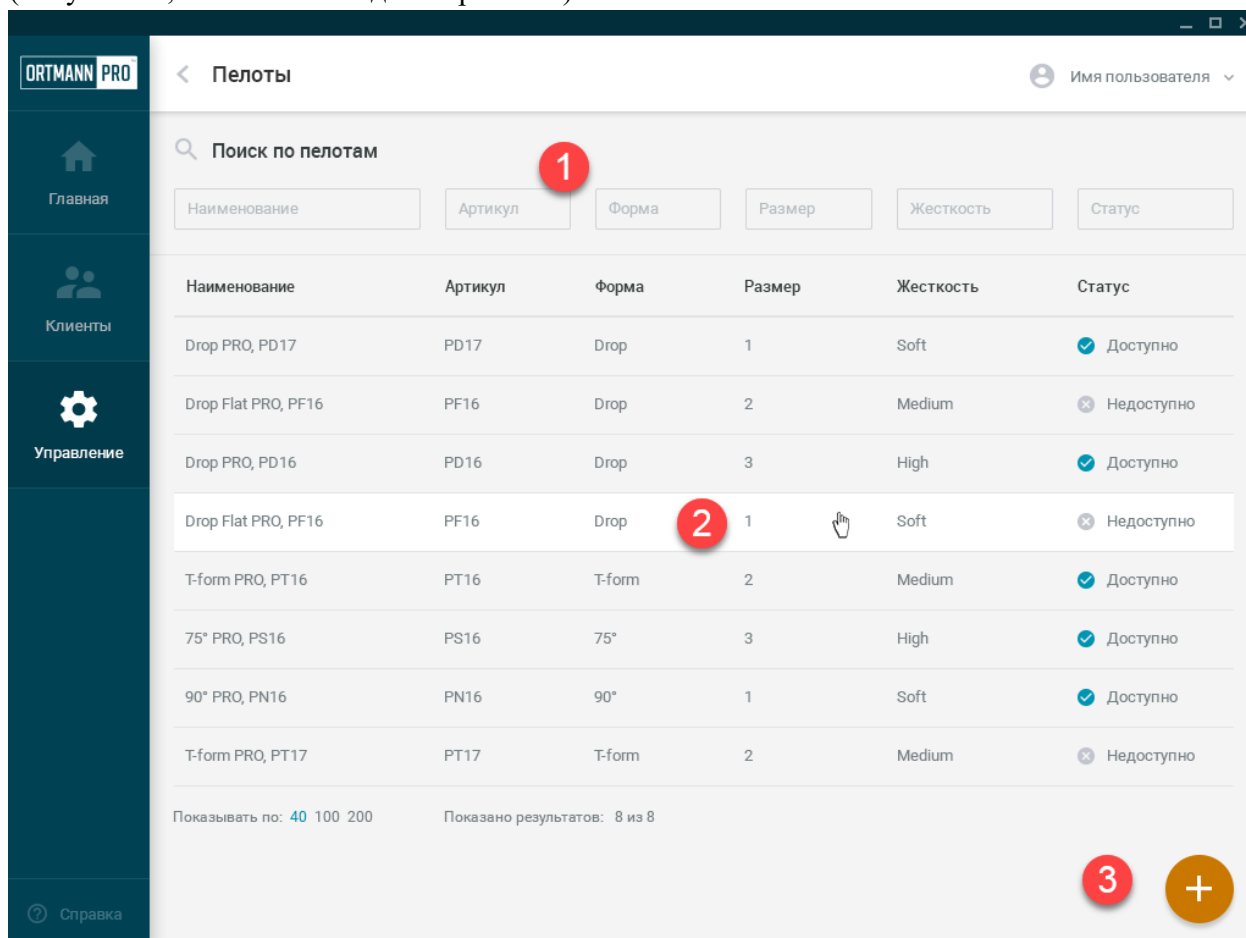 ORTMANN PRO
Пелоты
Имя пользователя
Поиск по пелотам
1
Главная
Наименование Артикул Форма Размер Жесткость Статус
Наименование Артикул Форма Размер Жесткость Статус
Клиенты
Drop PRO, PD17 PD17 Drop 1 Soft Доступно
Drop Flat PRO, PF16 PF16 Drop 2 Medium Недоступно
Управление
Drop PRO, PD16 PD16 Drop 3 High Доступно
Drop Flat PRO, PF16 PF16 Drop 2 1 Soft Недоступно
T-form PRO, PT16 PT16 T-form 2 Medium Доступно
75° PRO, PS16 PS16 75° 3 High Доступно
90° PRO, PN16 PN16 90° 1 Soft Доступно
T-form PRO, PT17 PT17 T-form 2 Medium Недоступно
Показывать по: 40 100 200 Показано результатов: 8 из 8
3 +
? Справка